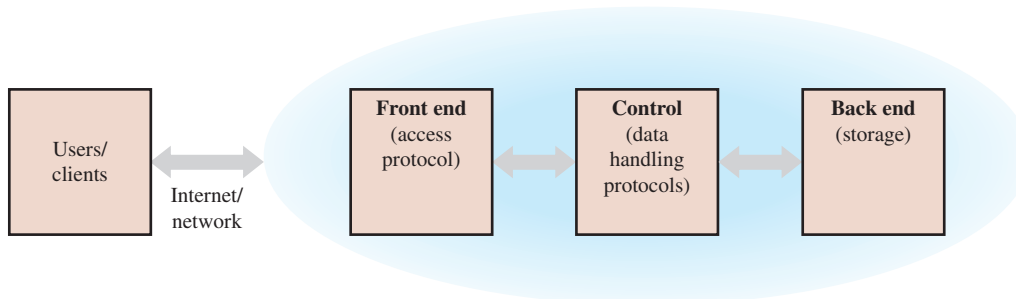 Users/
clients
Internet/
network
Front end
(access
protocol)
Control
(data
handling
protocols)
Back end
(storage)